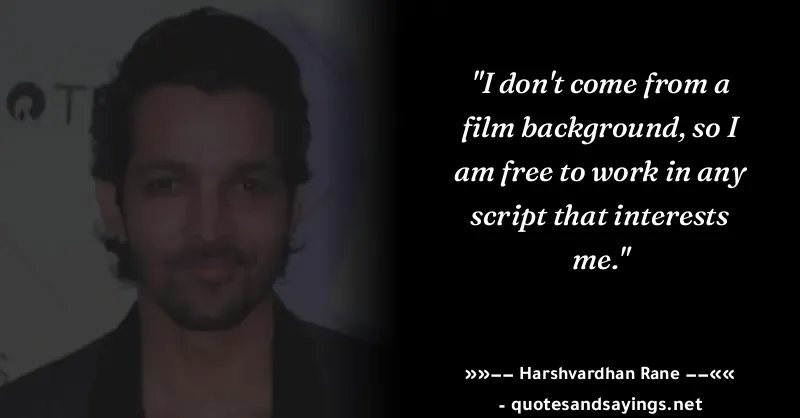 "I don't come from a
film background, so I
am free to work in any
script that interests
me."
»»–– Harshvardhan Rane ––««
- quotesandsayings.net